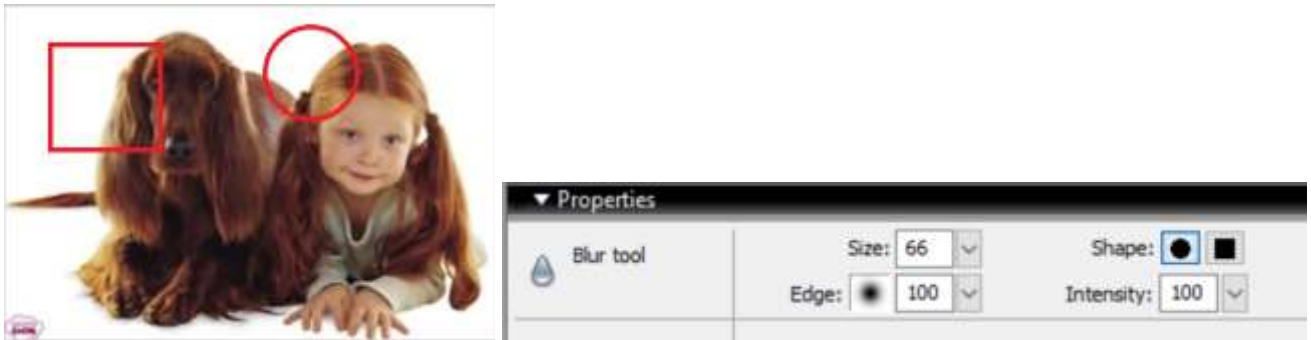 Properties
Blur tool
Size: 66
Shape:
Edge: 100
Intensity: 100